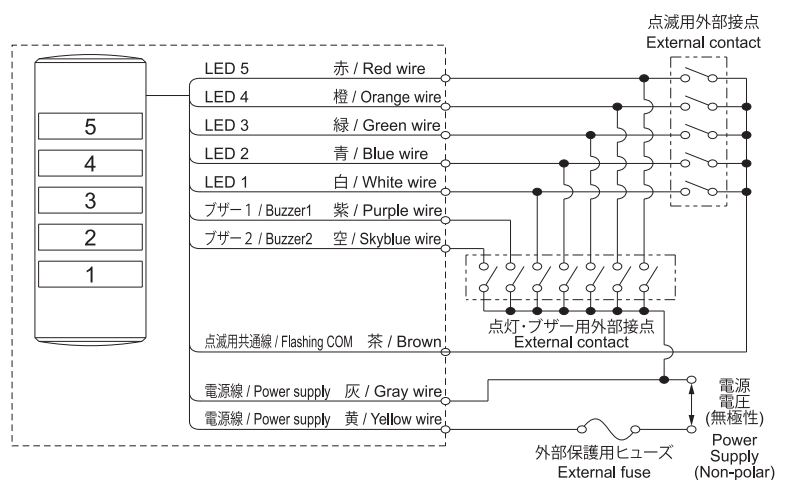 点滅用外部接点
External contact
LED 5 赤 / Red wire
LED 4 橙 / Orange wire
LED 3 緑 / Green wire
LED 2 青 / Blue wire
LED 1 白 / White wire
ブザー1 / Buzzer1 紫 / Purple wire
ブザー2 / Buzzer2 空 / Skyblue wire
5
4
3
2
1
点灯・ブザー用外部接点
External contact
点滅用共通線 / Flashing COM 茶 / Brown
電源線 / Power supply 灰 / Gray wire
電源線 / Power supply 黄 / Yellow wire
電源
電圧
(無極性)
Power
Supply
(Non-polar)
外部保護用ヒューズ
External fuse